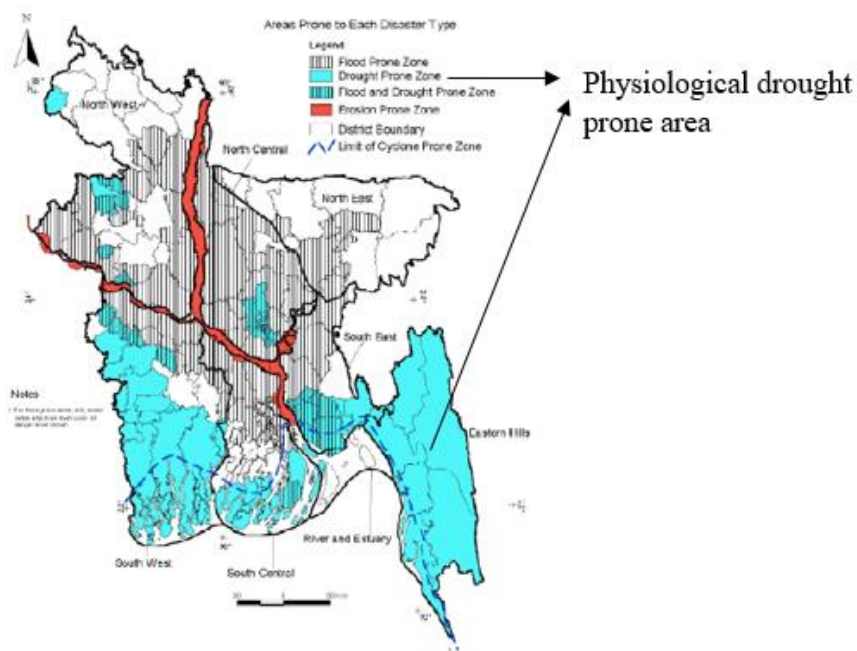 Areas Prone to Each Disaster Type
N
Legend
Flood Prone Zone
Drought Prone Zone
Flood and Drought Prone Zone
Erosion Prone Zone
District Boundary
Limit of Cyclone Prone Zone
Physiological drought
prone area
North West
North Central
North East
South East
Notes
Eastern Hills
River and Estuary
South West
South Central